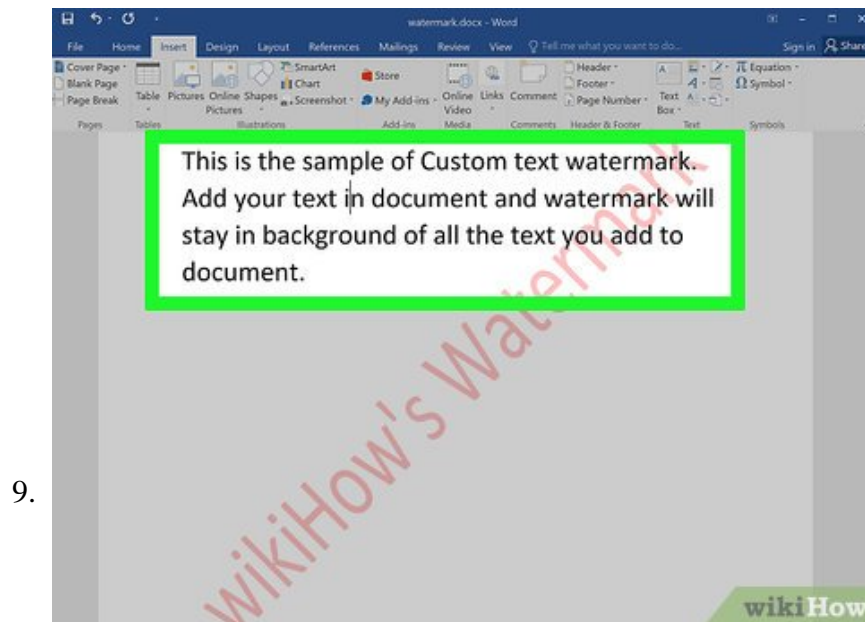 watermark.docx - Word
File Home Insert Design Layout References Mailings Review View Tell me what you want to do... Sign in Share
Cover Page
Blank Page
Page Break
Table
Pictures
Online Pictures
Shapes
SmartArt
Chart
Screenshot
Store
My Add-ins
Online Video
Links
Comment
Header
Footer
Page Number
Text Box
Equation
Symbol
Pages Tables Illustrations Add-ins Media Comments Header & Footer Text Symbols
This is the sample of Custom text watermark.
Add your text in document and watermark will
stay in background of all the text you add to
document.
wikiHow's Watermark
9.
wikiHow